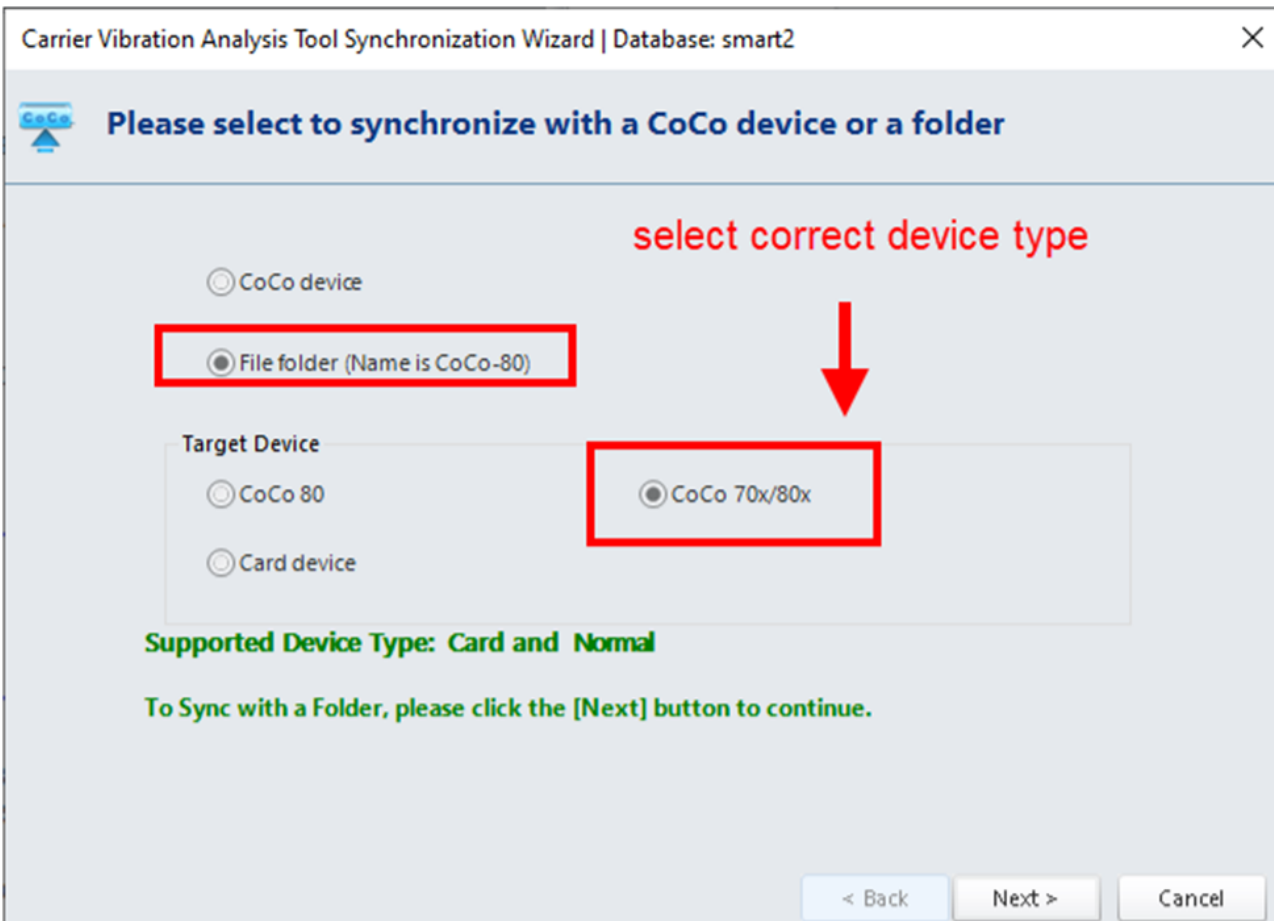 Carrier Vibration Analysis Tool Synchronization Wizard | Database: smart2
CoCo
Please select to synchronize with a CoCo device or a folder
select correct device type
CoCo device
File folder (Name is CoCo-80)
Target Device
CoCo 80
CoCo 70x/80x
Card device
Supported Device Type: Card and Normal
To Sync with a Folder, please click the [Next] button to continue.
< Back
Next >
Cancel